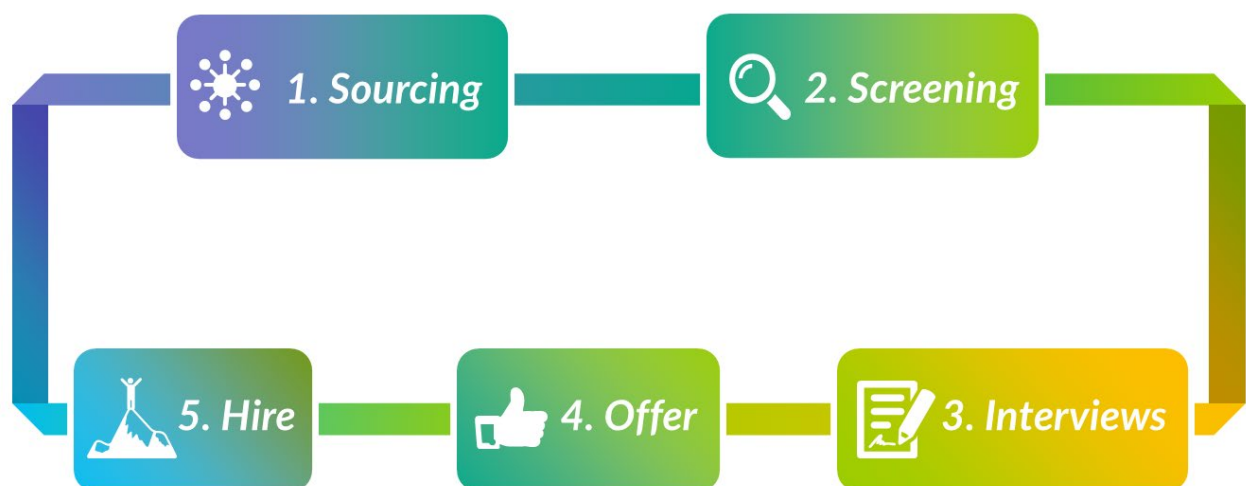 1. Sourcing
2. Screening
3. Interviews
4. Offer
5. Hire